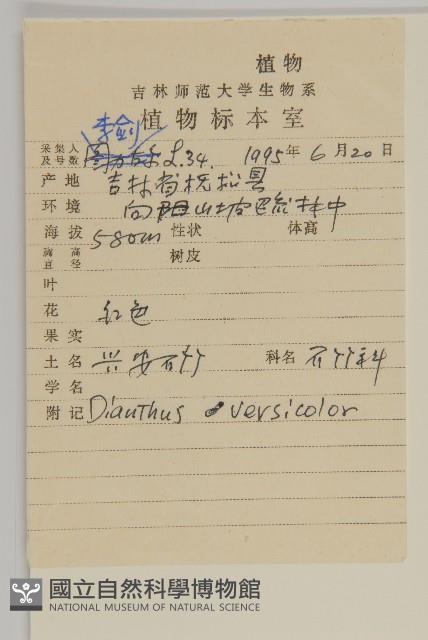 植物
吉林师范大学生物系
植物标本室
李剑
采集人及号数 L.34. 1995年6月20日
产地 吉林省抚松县
环境 向阳山坡 林中
海拔 580m 性状 体高
胸高直径 树皮
叶
花 红色
果实
土名 兴安石竹 科名 石竹科
学名
附记 Dianthus versicolor
國立自然科學博物館
NATIONAL MUSEUM OF NATURAL SCIENCE